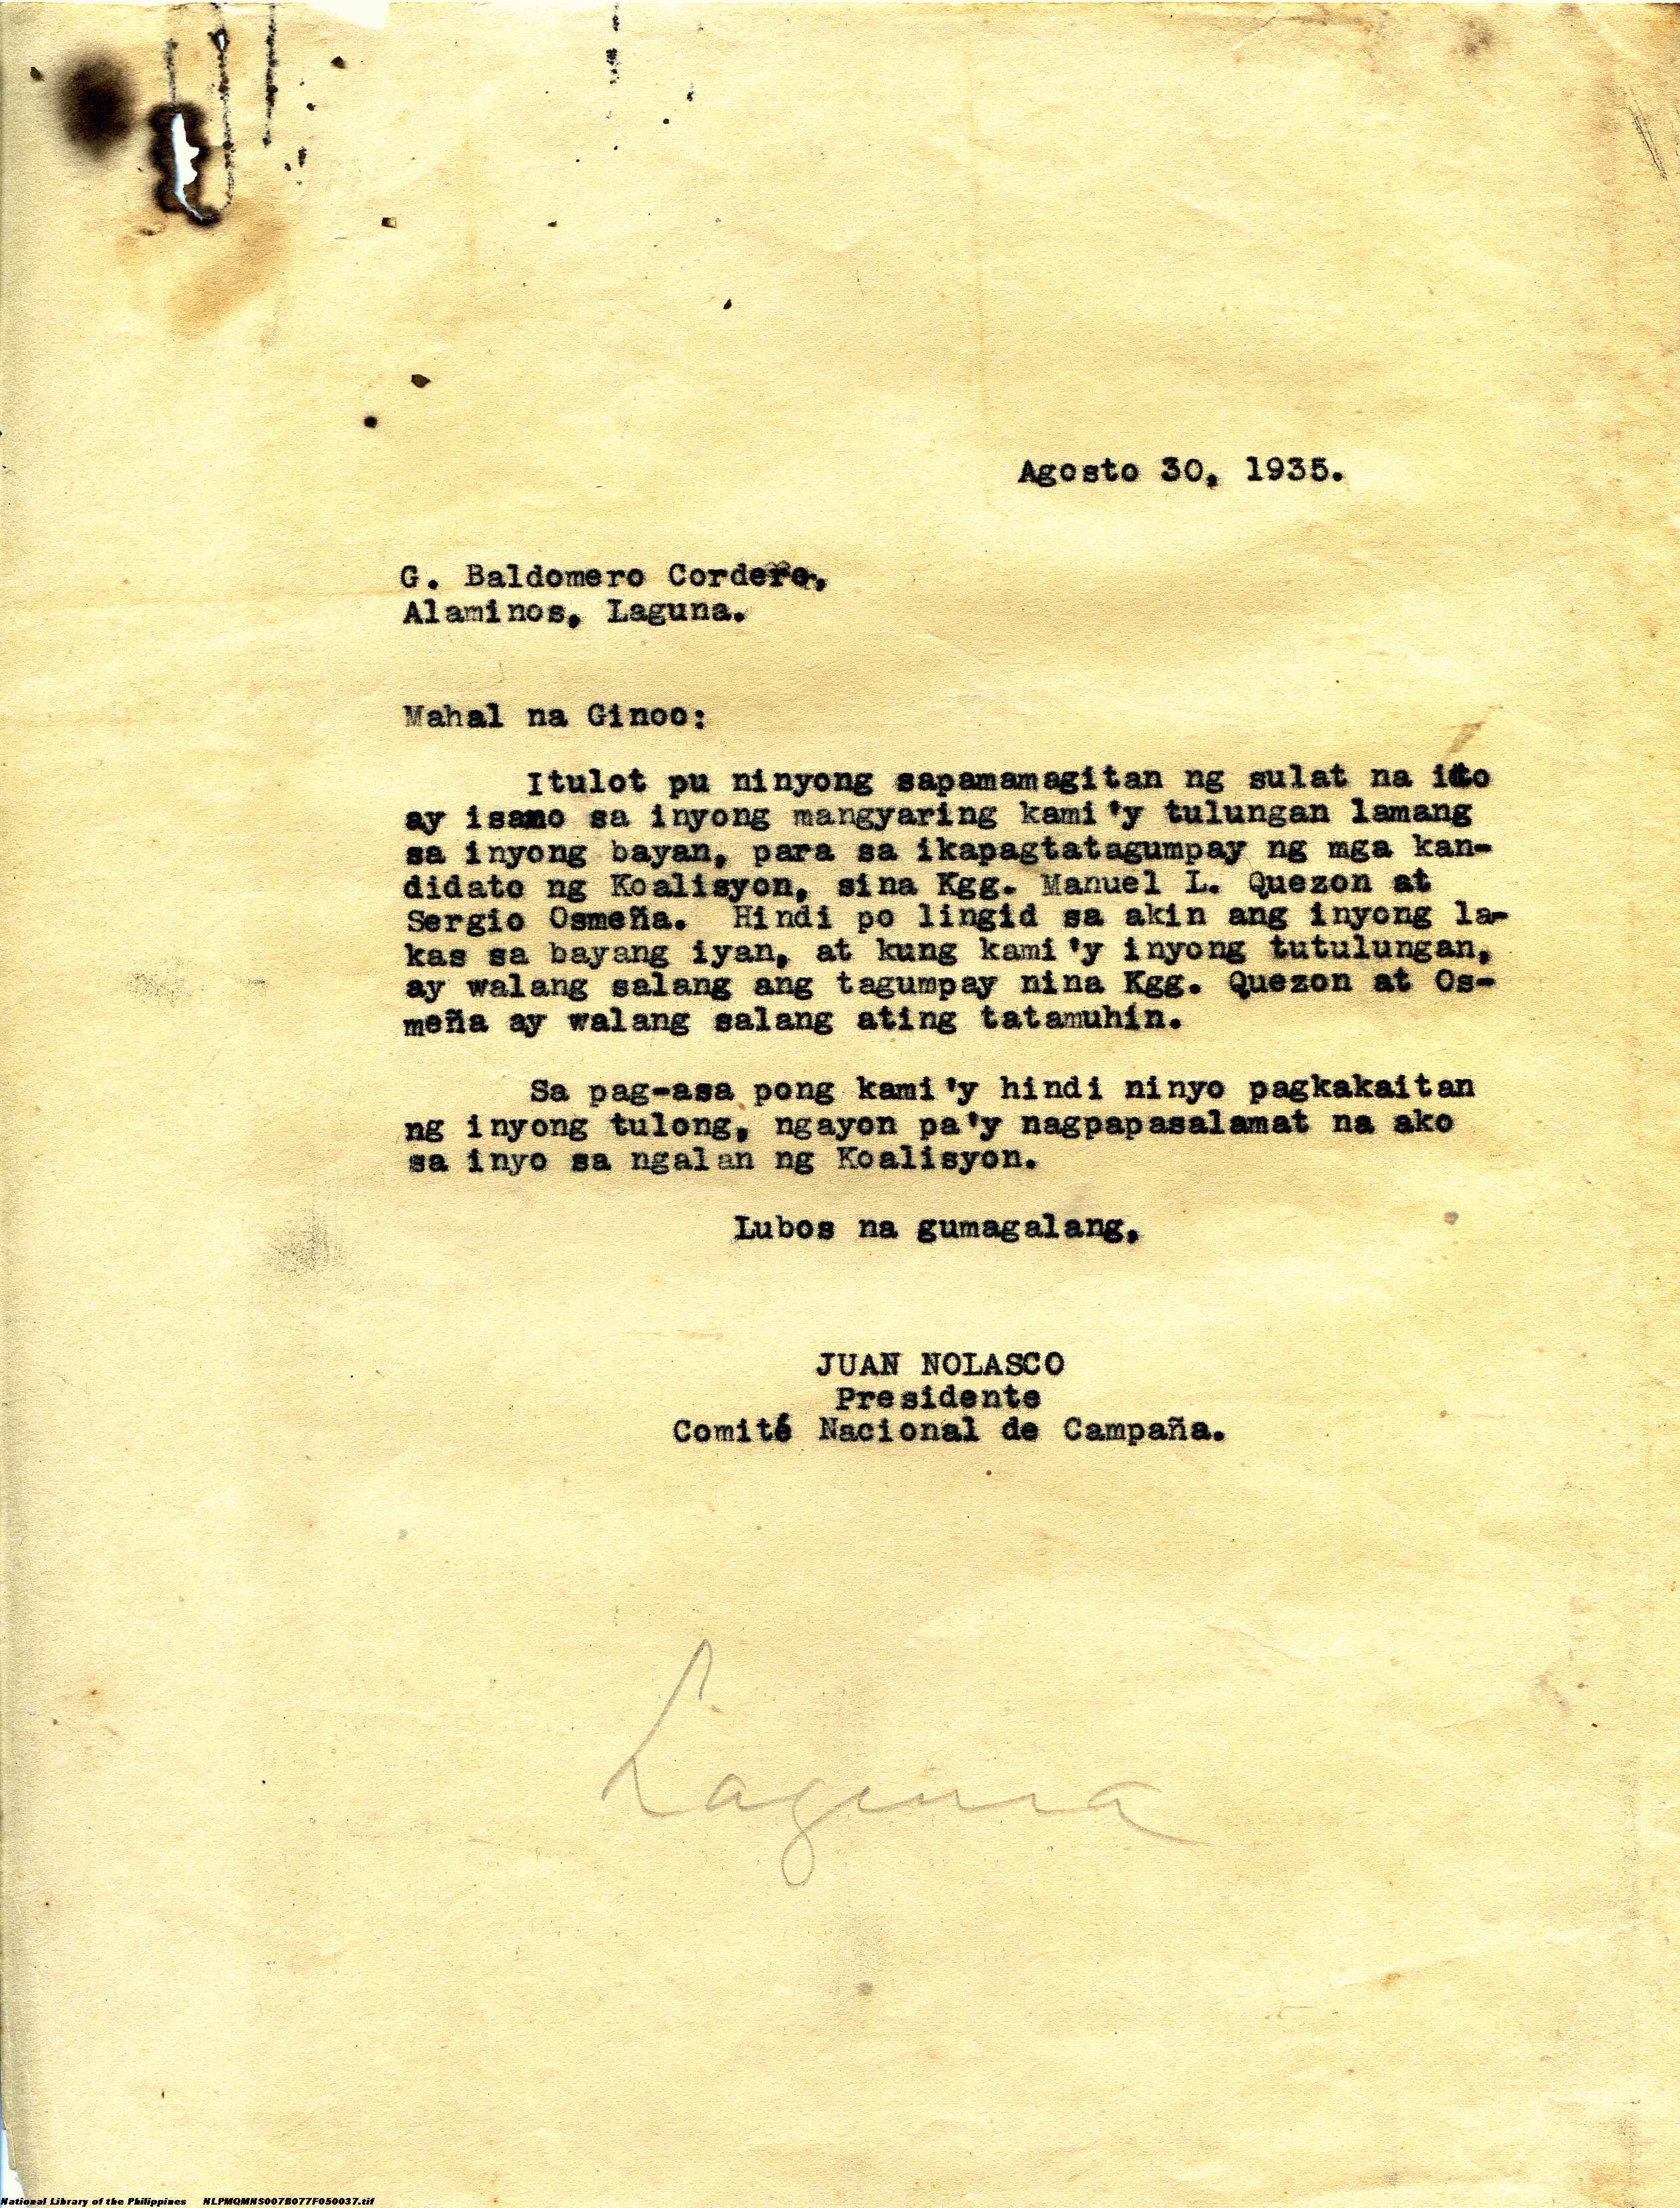 Agosto 30, 1935.
G. Baldomero Cordero,
Alaminos, Laguna.
Mahal na Ginoo:
Itulot pu ninyong sapamamagitan ng sulat na ito
ay isamo sa inyong mangyaring kami'y tulungan lamang
sa inyong bayan, para sa ikapagtatagumpay ng mga kan-
didato ng Koalisyon, sina Kgg. Manuel L. Quezon at
Sergio Osmeña. Hindi po lingid sa akin ang inyong la-
kas sa bayang iyan, at kung kami'y inyong tutulungan,
ay walang salang ang tagumpay nina Kgg. Quezon at Os-
meña ay walang salang ating tatamuhin.
Sa pag-asa pong kami'y hindi ninyo pagkakaitan
ng inyong tulong, ngayon pa'y nagpapasalamat na ako
sa inyo sa ngalan ng Koalisyon.
Lubos na gumagalang,
JUAN NOLASCO
Presidente
Comité Nacional de Campaña.
Laguna
National Library of the Philippines NLPMQMNS007B077F050037.tif